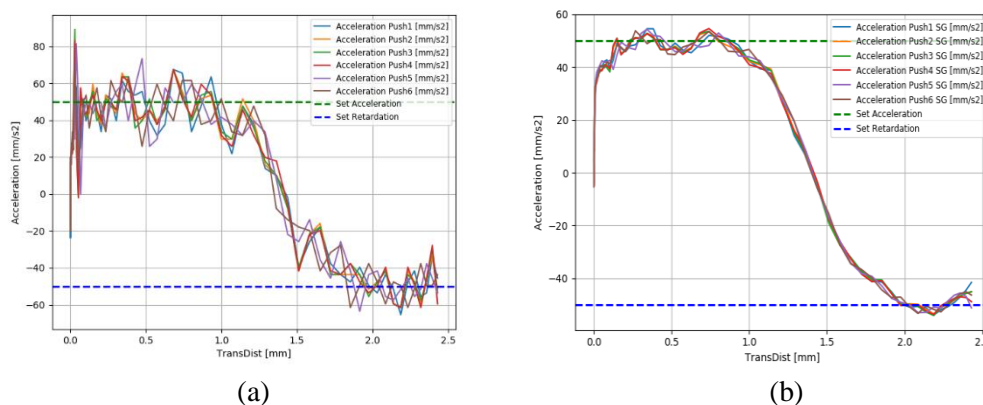 Acceleration Push1 [mm/s2]
Acceleration Push2 [mm/s2]
Acceleration Push3 [mm/s2]
Acceleration Push4 [mm/s2]
Acceleration Push5 [mm/s2]
Acceleration Push6 [mm/s2]
Set Acceleration
Set Retardation
80
60
40
20
0
−20
−40
−60
Acceleration [mm/s2]
0.0 0.5 1.0 1.5 2.0 2.5
TransDist [mm]
(a)
Acceleration Push1 SG [mm/s2]
Acceleration Push2 SG [mm/s2]
Acceleration Push3 SG [mm/s2]
Acceleration Push4 SG [mm/s2]
Acceleration Push5 SG [mm/s2]
Acceleration Push6 SG [mm/s2]
Set Acceleration
Set Retardation
60
40
20
0
−20
−40
Acceleration [mm/s2]
0.0 0.5 1.0 1.5 2.0 2.5
TransDist [mm]
(b)